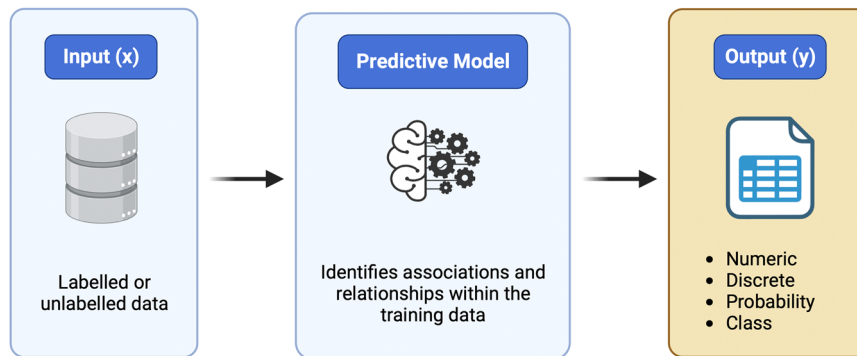 Input (x)
Labelled or
unlabelled data
Predictive Model
Identifies associations and
relationships within the
training data
Output (y)
• Numeric
• Discrete
• Probability
• Class